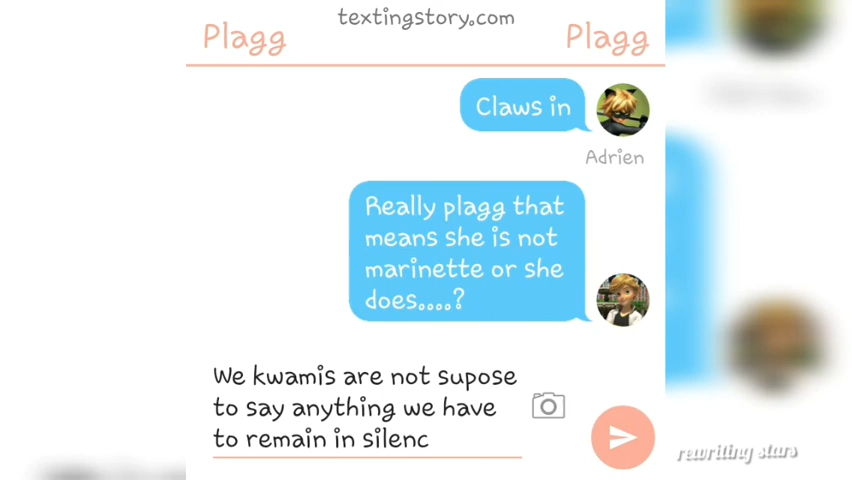 textingstory.com
Plagg
Plagg
Claws in
Adrien
Really plagg that
means she is not
marinette or she
does....?
We kwamis are not supose
to say anything we have
to remain in silenc
rewriting stars